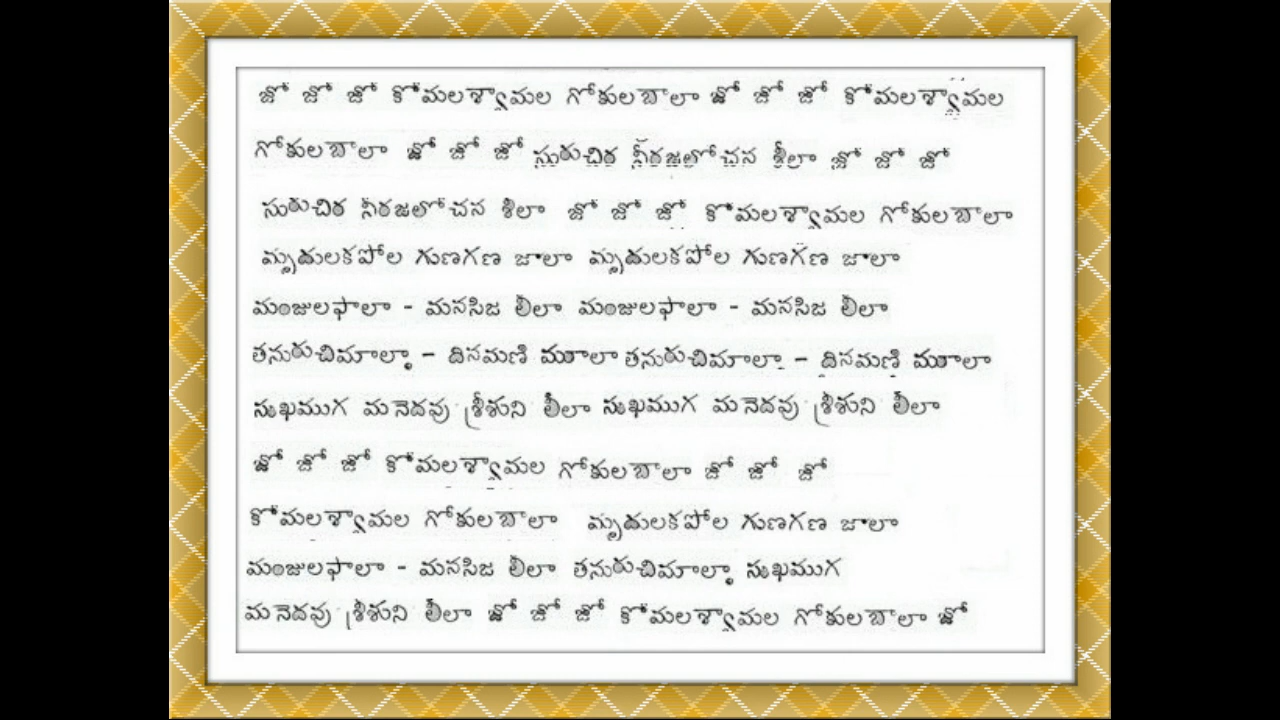 జో జో జో కోమలశ్యామల గోకులబాలా జో జో జో కోమలశ్యామల
గోకులబాలా జో జో జో సురుచిర నీరజలోచన శీలా జో జో జో
సురుచిర నీరజలోచన శీలా జో జో జో కోమలశ్యామల గోకులబాలా
మృదులకపోల గుణగణ జాలా మృదులకపోల గుణగణ జాలా
మంజులఫాలా - మనసిజ లీలా మంజులఫాలా - మనసిజ లీలా
తనురుచిమాలా - దినమణి మాలా తనురుచిమాలా - దినమణి మాలా
సుఖముగ మనెదవు శ్రీశుని లీలా సుఖముగ మనెదవు శ్రీశుని లీలా
జో జో జో కోమలశ్యామల గోకులబాలా జో జో జో
కోమలశ్యామల గోకులబాలా మృదులకపోల గుణగణ జాలా
మంజులఫాలా - మనసిజ లీలా తనురుచిమాలా సుఖముగ
మనెదవు శ్రీశుని లీలా జో జో జో కోమలశ్యామల గోకులబాలా జో